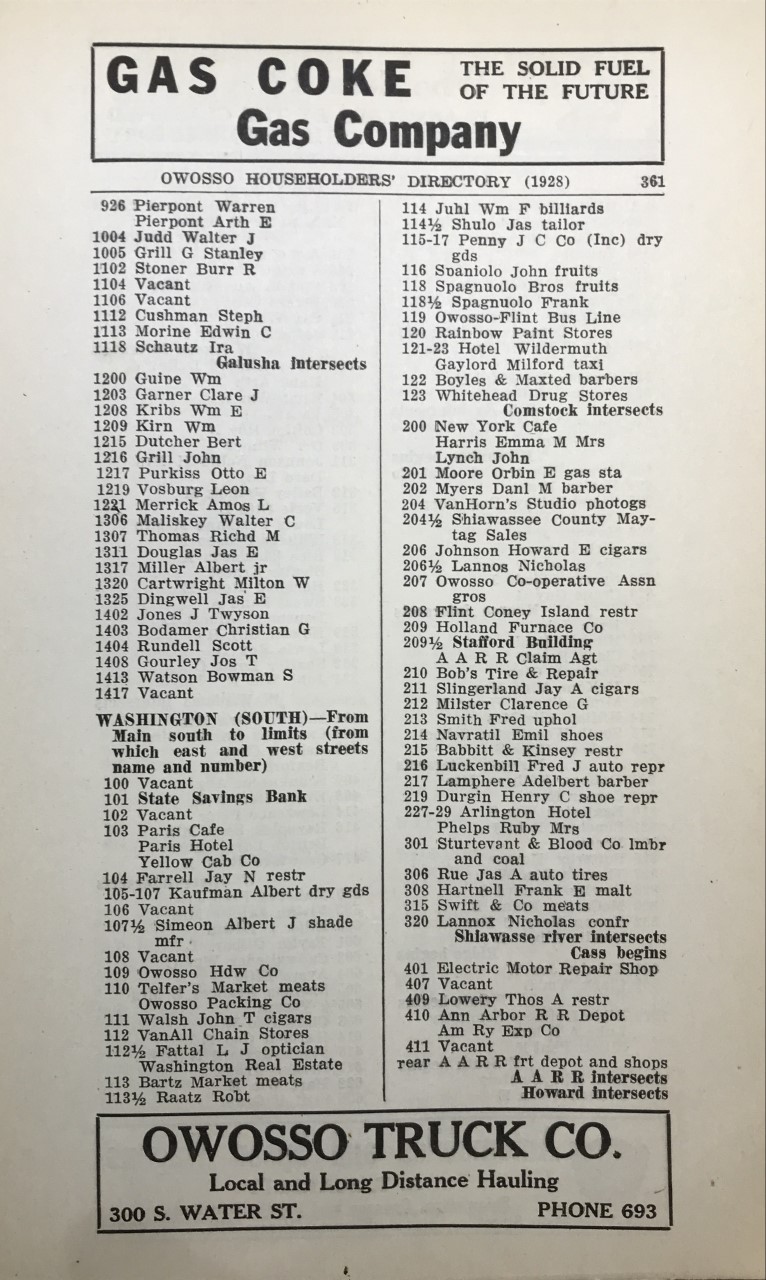 GAS COKE THE SOLID FUEL
OF THE FUTURE
Gas Company
OWOSSO HOUSEHOLDERS' DIRECTORY (1928) 361
926 Pierpont Warren
Pierpont Arth E
1004 Judd Walter J
1005 Grill G Stanley
1102 Stoner Burr R
1104 Vacant
1106 Vacant
1112 Cushman Steph
1113 Morine Edwin C
1118 Schautz Ira
Galusha intersects
1200 Guipe Wm
1203 Garner Clare J
1208 Kribs Wm E
1209 Kirn Wm
1215 Dutcher Bert
1216 Grill John
1217 Purkiss Otto E
1219 Vosburg Leon
1221 Merrick Amos L
1306 Maliskey Walter C
1307 Thomas Richd M
1311 Douglas Jas E
1317 Miller Albert jr
1320 Cartwright Milton W
1325 Dingwell Jas E
1402 Jones J Twyson
1403 Bodamer Christian G
1404 Rundell Scott
1408 Gourley Jos T
1413 Watson Bowman S
1417 Vacant
WASHINGTON (SOUTH)—From
Main south to limits (from
which east and west streets
name and number)
100 Vacant
101 State Savings Bank
102 Vacant
103 Paris Cafe
Paris Hotel
Yellow Cab Co
104 Farrell Jay N restr
105-107 Kaufman Albert dry gds
106 Vacant
107½ Simeon Albert J shade
mfr
108 Vacant
109 Owosso Hdw Co
110 Telfer's Market meats
Owosso Packing Co
111 Walsh John T cigars
112 VanAll Chain Stores
112½ Fattal L J optician
Washington Real Estate
113 Bartz Market meats
113½ Raatz Robt
114 Juhl Wm F billiards
114½ Shulo Jas tailor
115-17 Penny J C Co (Inc) dry
gds
116 Spaniolo John fruits
118 Spagnuolo Bros fruits
118½ Spagnuolo Frank
119 Owosso-Flint Bus Line
120 Rainbow Paint Stores
121-23 Hotel Wildermuth
Gaylord Milford taxi
122 Boyles & Maxted barbers
123 Whitehead Drug Stores
Comstock intersects
200 New York Cafe
Harris Emma M Mrs
Lynch John
201 Moore Orbin E gas sta
202 Myers Danl M barber
204 VanHorn's Studio photogs
204½ Shiawassee County May-
tag Sales
206 Johnson Howard E cigars
206½ Lannos Nicholas
207 Owosso Co-operative Assn
gros
208 Flint Coney Island restr
209 Holland Furnace Co
209½ Stafford Building
A A R R Claim Agt
210 Bob's Tire & Repair
211 Slingerland Jay A cigars
212 Milster Clarence G
213 Smith Fred uphol
214 Navratil Emil shoes
215 Babbitt & Kinsey restr
216 Luckenbill Fred J auto repr
217 Lamphere Adelbert barber
219 Durgin Henry C shoe repr
227-29 Arlington Hotel
Phelps Ruby Mrs
301 Sturtevant & Blood Co lmbr
and coal
306 Rue Jas A auto tires
308 Hartnell Frank E malt
315 Swift & Co meats
320 Lannox Nicholas confr
Shiawasse river intersects
Cass begins
401 Electric Motor Repair Shop
407 Vacant
409 Lowery Thos A restr
410 Ann Arbor R R Depot
Am Ry Exp Co
411 Vacant
rear A A R R frt depot and shops
A A R R intersects
Howard intersects
OWOSSO TRUCK CO.
Local and Long Distance Hauling
300 S. WATER ST. PHONE 693